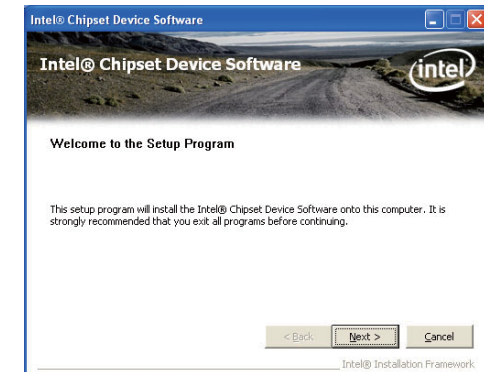 Intel® Chipset Device Software
Intel® Chipset Device Software
intel
Welcome to the Setup Program
This setup program will install the Intel® Chipset Device Software onto this computer. It is
strongly recommended that you exit all programs before continuing.
< Back Next > Cancel
Intel® Installation Framework